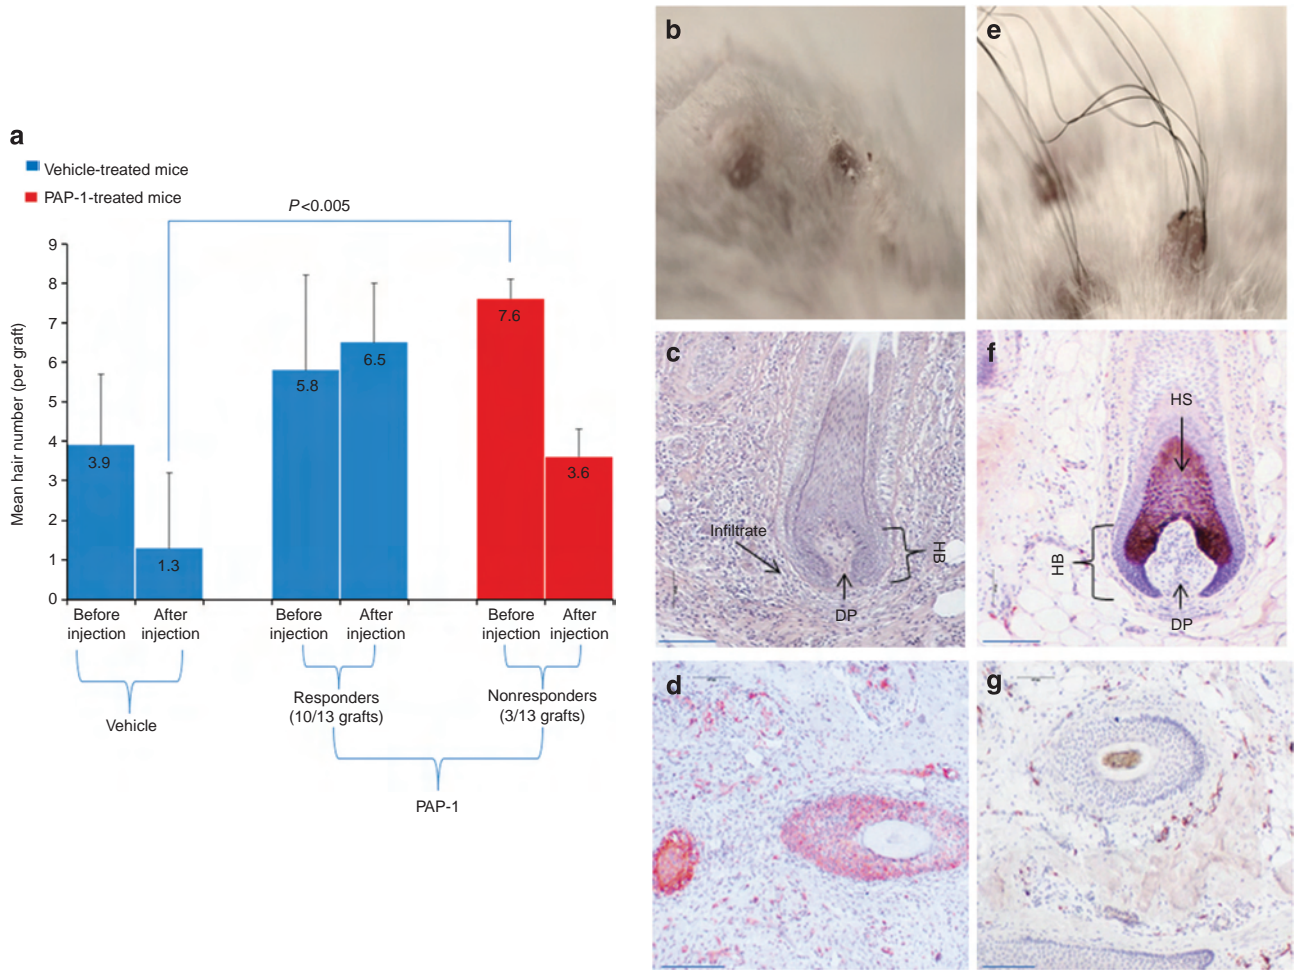 a
Vehicle-treated mice
PAP-1-treated mice
P<0.005
Mean hair number (per graft)
9
8
7
6
5
4
3
2
1
0
3.9
1.3
5.8
6.5
7.6
3.6
Before injection
After injection
Before injection
After injection
Before injection
After injection
Vehicle
Responders
(10/13 grafts)
Nonresponders
(3/13 grafts)
PAP-1
b
e
c
Infiltrate
HB
DP
f
HS
HB
DP
d
g